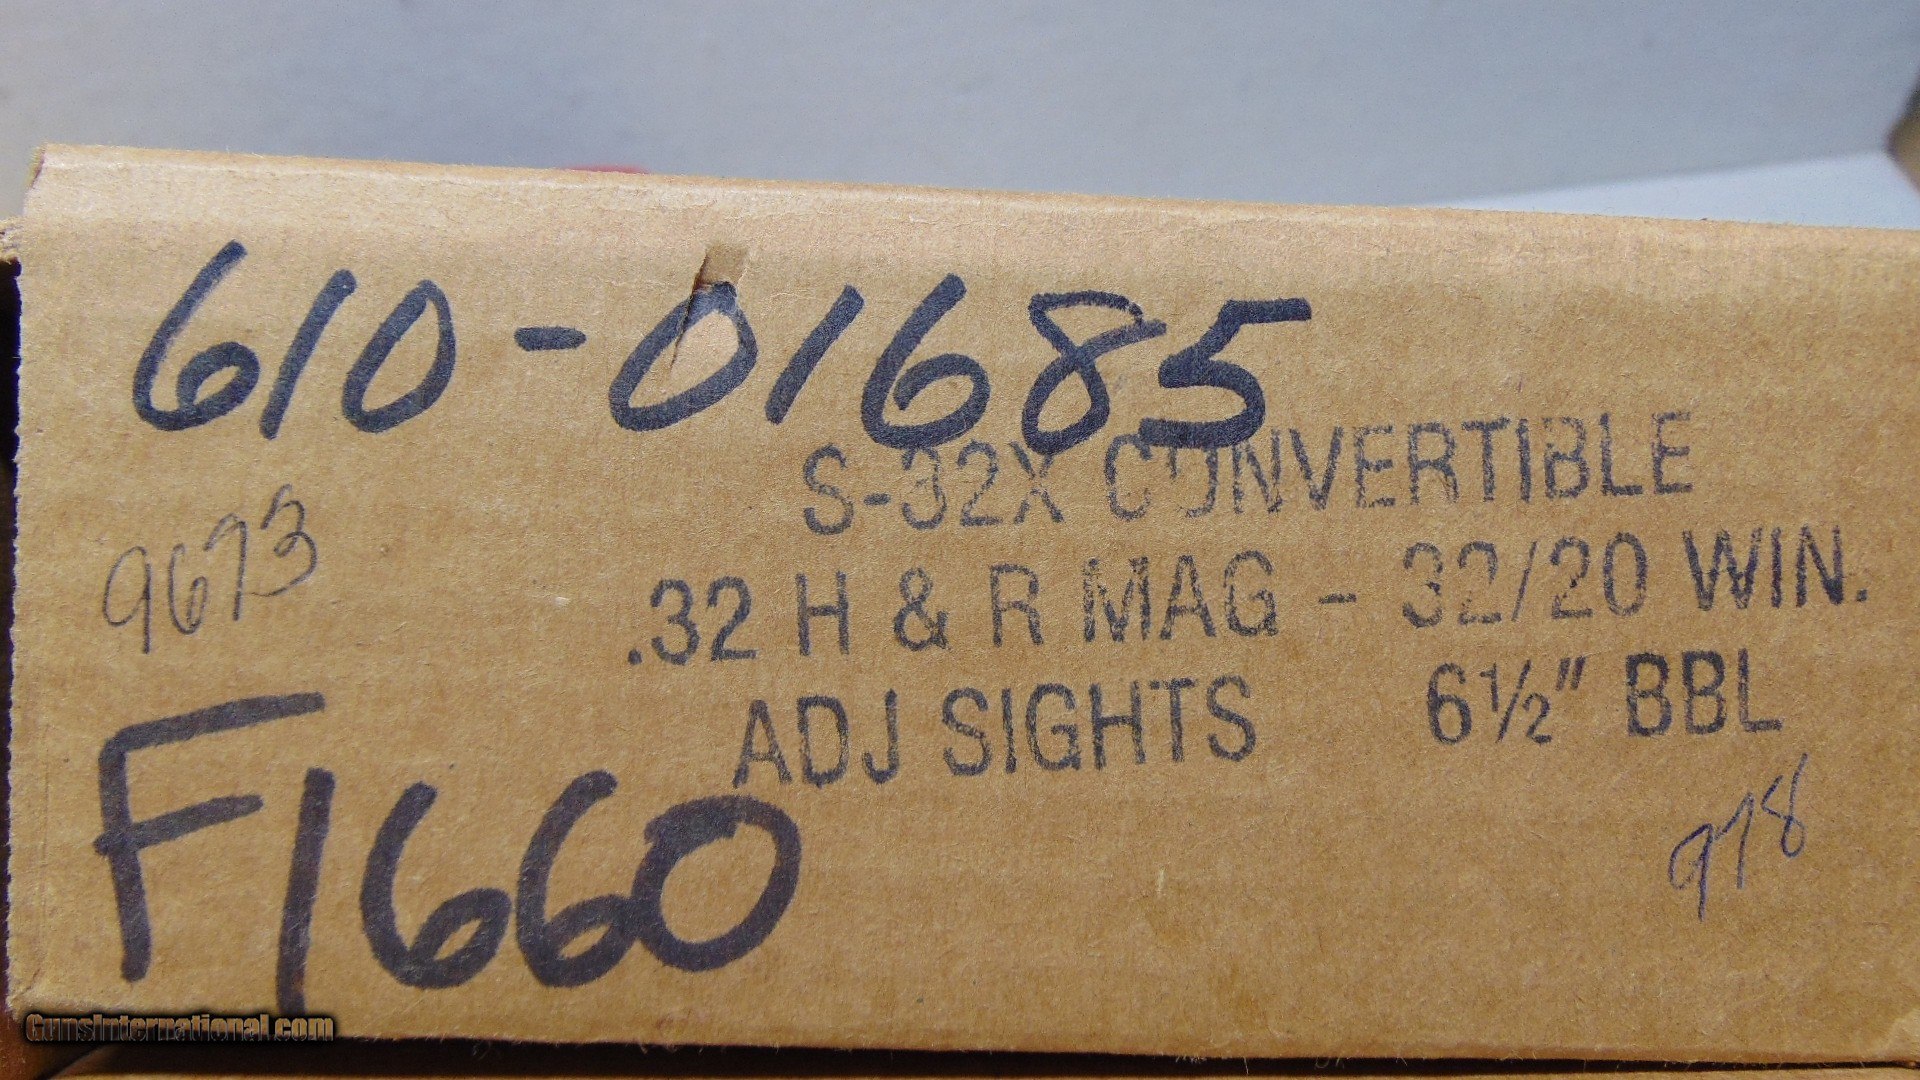 610-01685
S-32X CONVERTIBLE
9673
.32 H & R MAG - 32/20 WIN.
ADJ SIGHTS 6½" BBL
F1660
978
GunsInternational.com